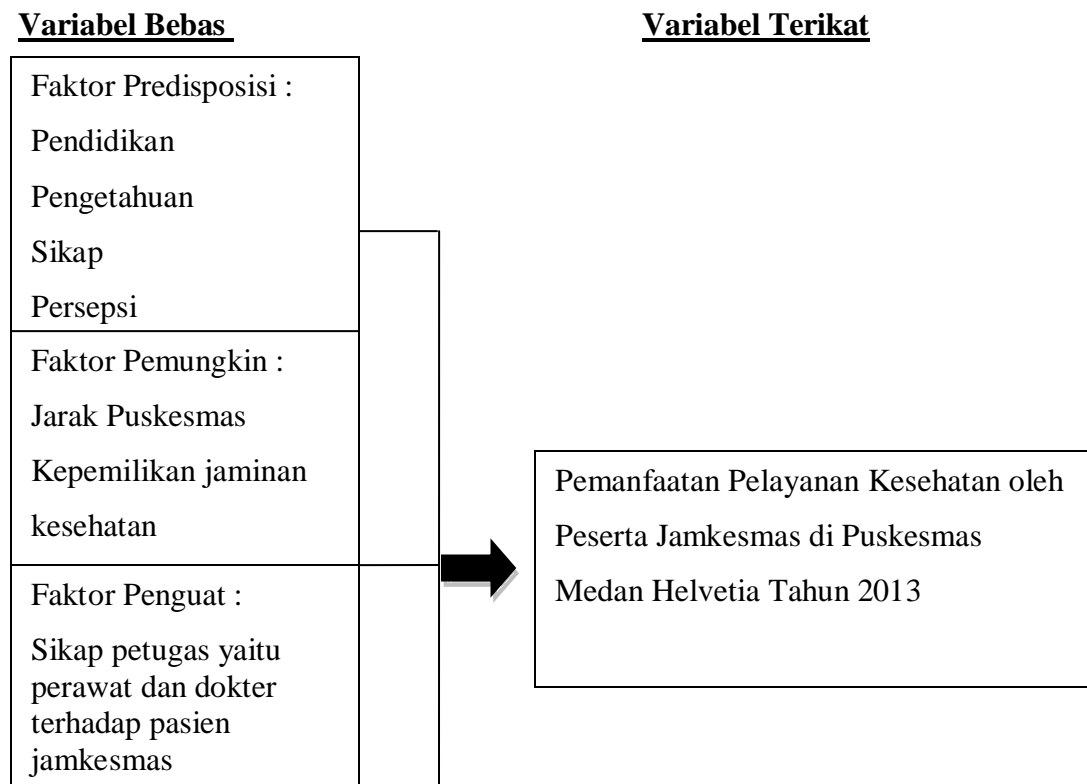 Variabel Bebas
Variabel Terikat
Faktor Predisposisi :
Pendidikan
Pengetahuan
Sikap
Persepsi
Faktor Pemungkin :
Jarak Puskesmas
Kepemilikan jaminan
kesehatan
Faktor Penguat :
Sikap petugas yaitu
perawat dan dokter
terhadap pasien
jamkesmas
Pemanfaatan Pelayanan Kesehatan oleh
Peserta Jamkesmas di Puskesmas
Medan Helvetia Tahun 2013